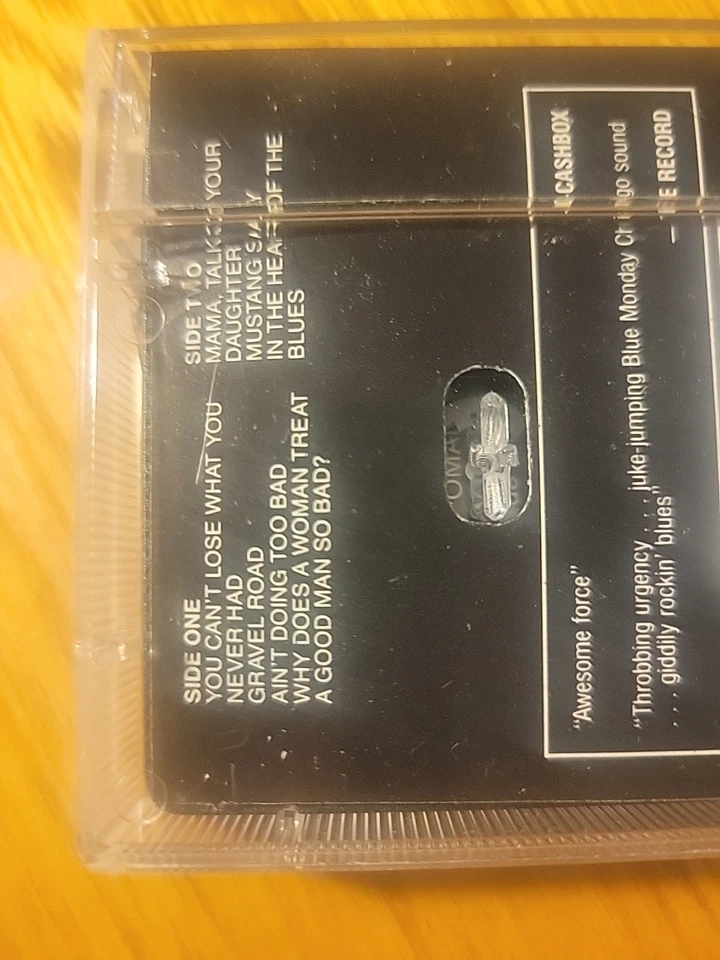 SIDE ONE
YOU CAN'T LOSE WHAT YOU
NEVER HAD
GRAVEL ROAD
AIN'T DOING TOO BAD
WHY DOES A WOMAN TREAT
A GOOD MAN SO BAD?
SIDE TWO
MAMA, TALK TO YOUR
DAUGHTER
MUSTANG SALLY
IN THE HEART OF THE
BLUES
OMAR
"Awesome force"
CASHBOX
"Throbbing urgency . . . . juke-jumping Blue Monday Chicago sound
. . . . giddily rockin' blues"
— THE RECORD